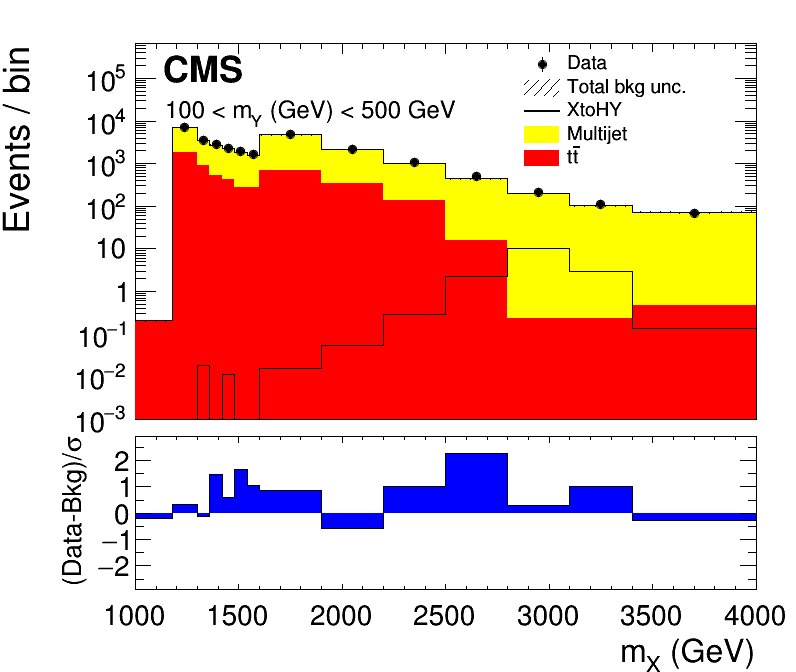 Events / bin
CMS
100 < m_Y (GeV) < 500 GeV
Data
Total bkg unc.
XtoHY
Multijet
tt̄
10^5
10^4
10^3
10^2
10
1
10^−1
10^−2
10^−3
(Data-Bkg)/σ
2
1
0
−1
−2
1000 1500 2000 2500 3000 3500 4000
m_X (GeV)